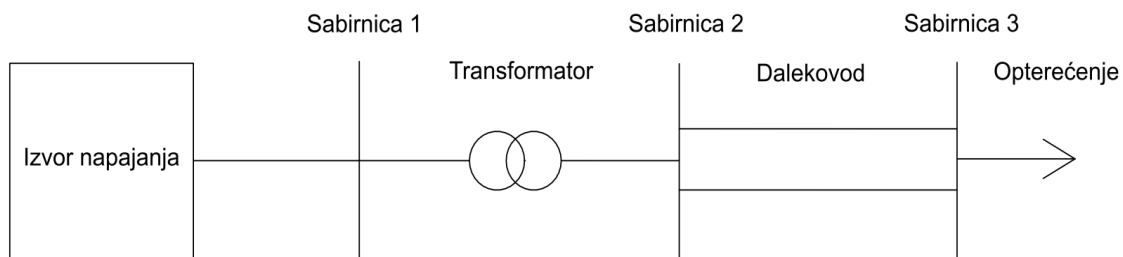 Sabirnica 1
Sabirnica 2
Sabirnica 3
Transformator
Dalekovod
Opterećenje
Izvor napajanja